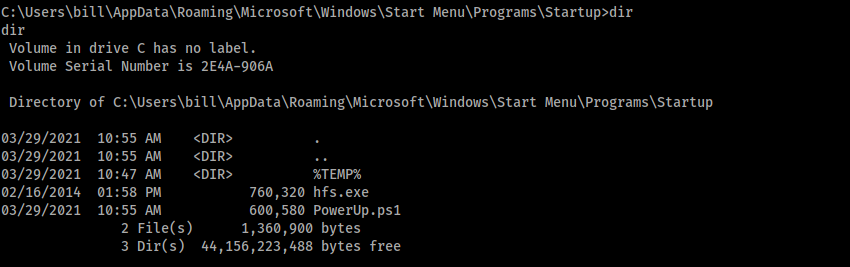 C:\Users\bill\AppData\Roaming\Microsoft\Windows\Start Menu\Programs\Startup>dir
dir
 Volume in drive C has no label.
 Volume Serial Number is 2E4A-906A

 Directory of C:\Users\bill\AppData\Roaming\Microsoft\Windows\Start Menu\Programs\Startup

03/29/2021  10:55 AM    <DIR>          .
03/29/2021  10:55 AM    <DIR>          ..
03/29/2021  10:47 AM    <DIR>          %TEMP%
02/16/2014  01:58 PM           760,320 hfs.exe
03/29/2021  10:55 AM           600,580 PowerUp.ps1
               2 File(s)      1,360,900 bytes
               3 Dir(s)  44,156,223,488 bytes free